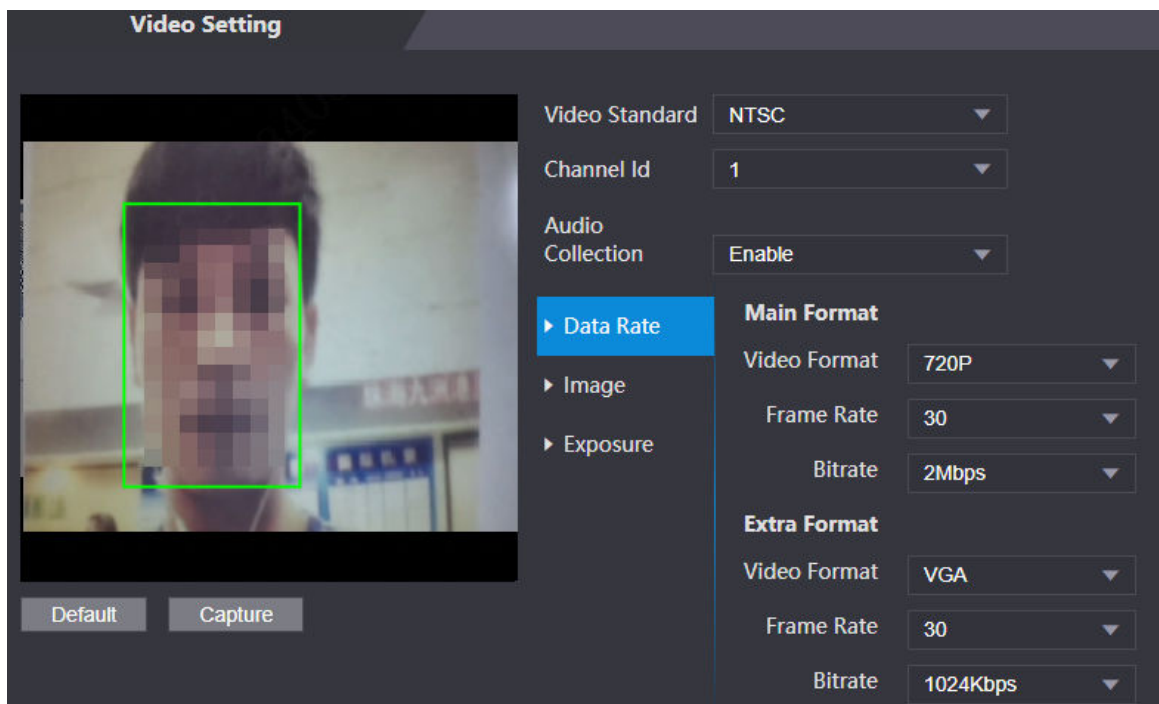 Video Setting
Video Standard NTSC
Channel Id 1
Audio
Collection Enable
Data Rate
Image
Exposure
Main Format
Video Format 720P
Frame Rate 30
Bitrate 2Mbps
Extra Format
Video Format VGA
Frame Rate 30
Bitrate 1024Kbps
Default Capture